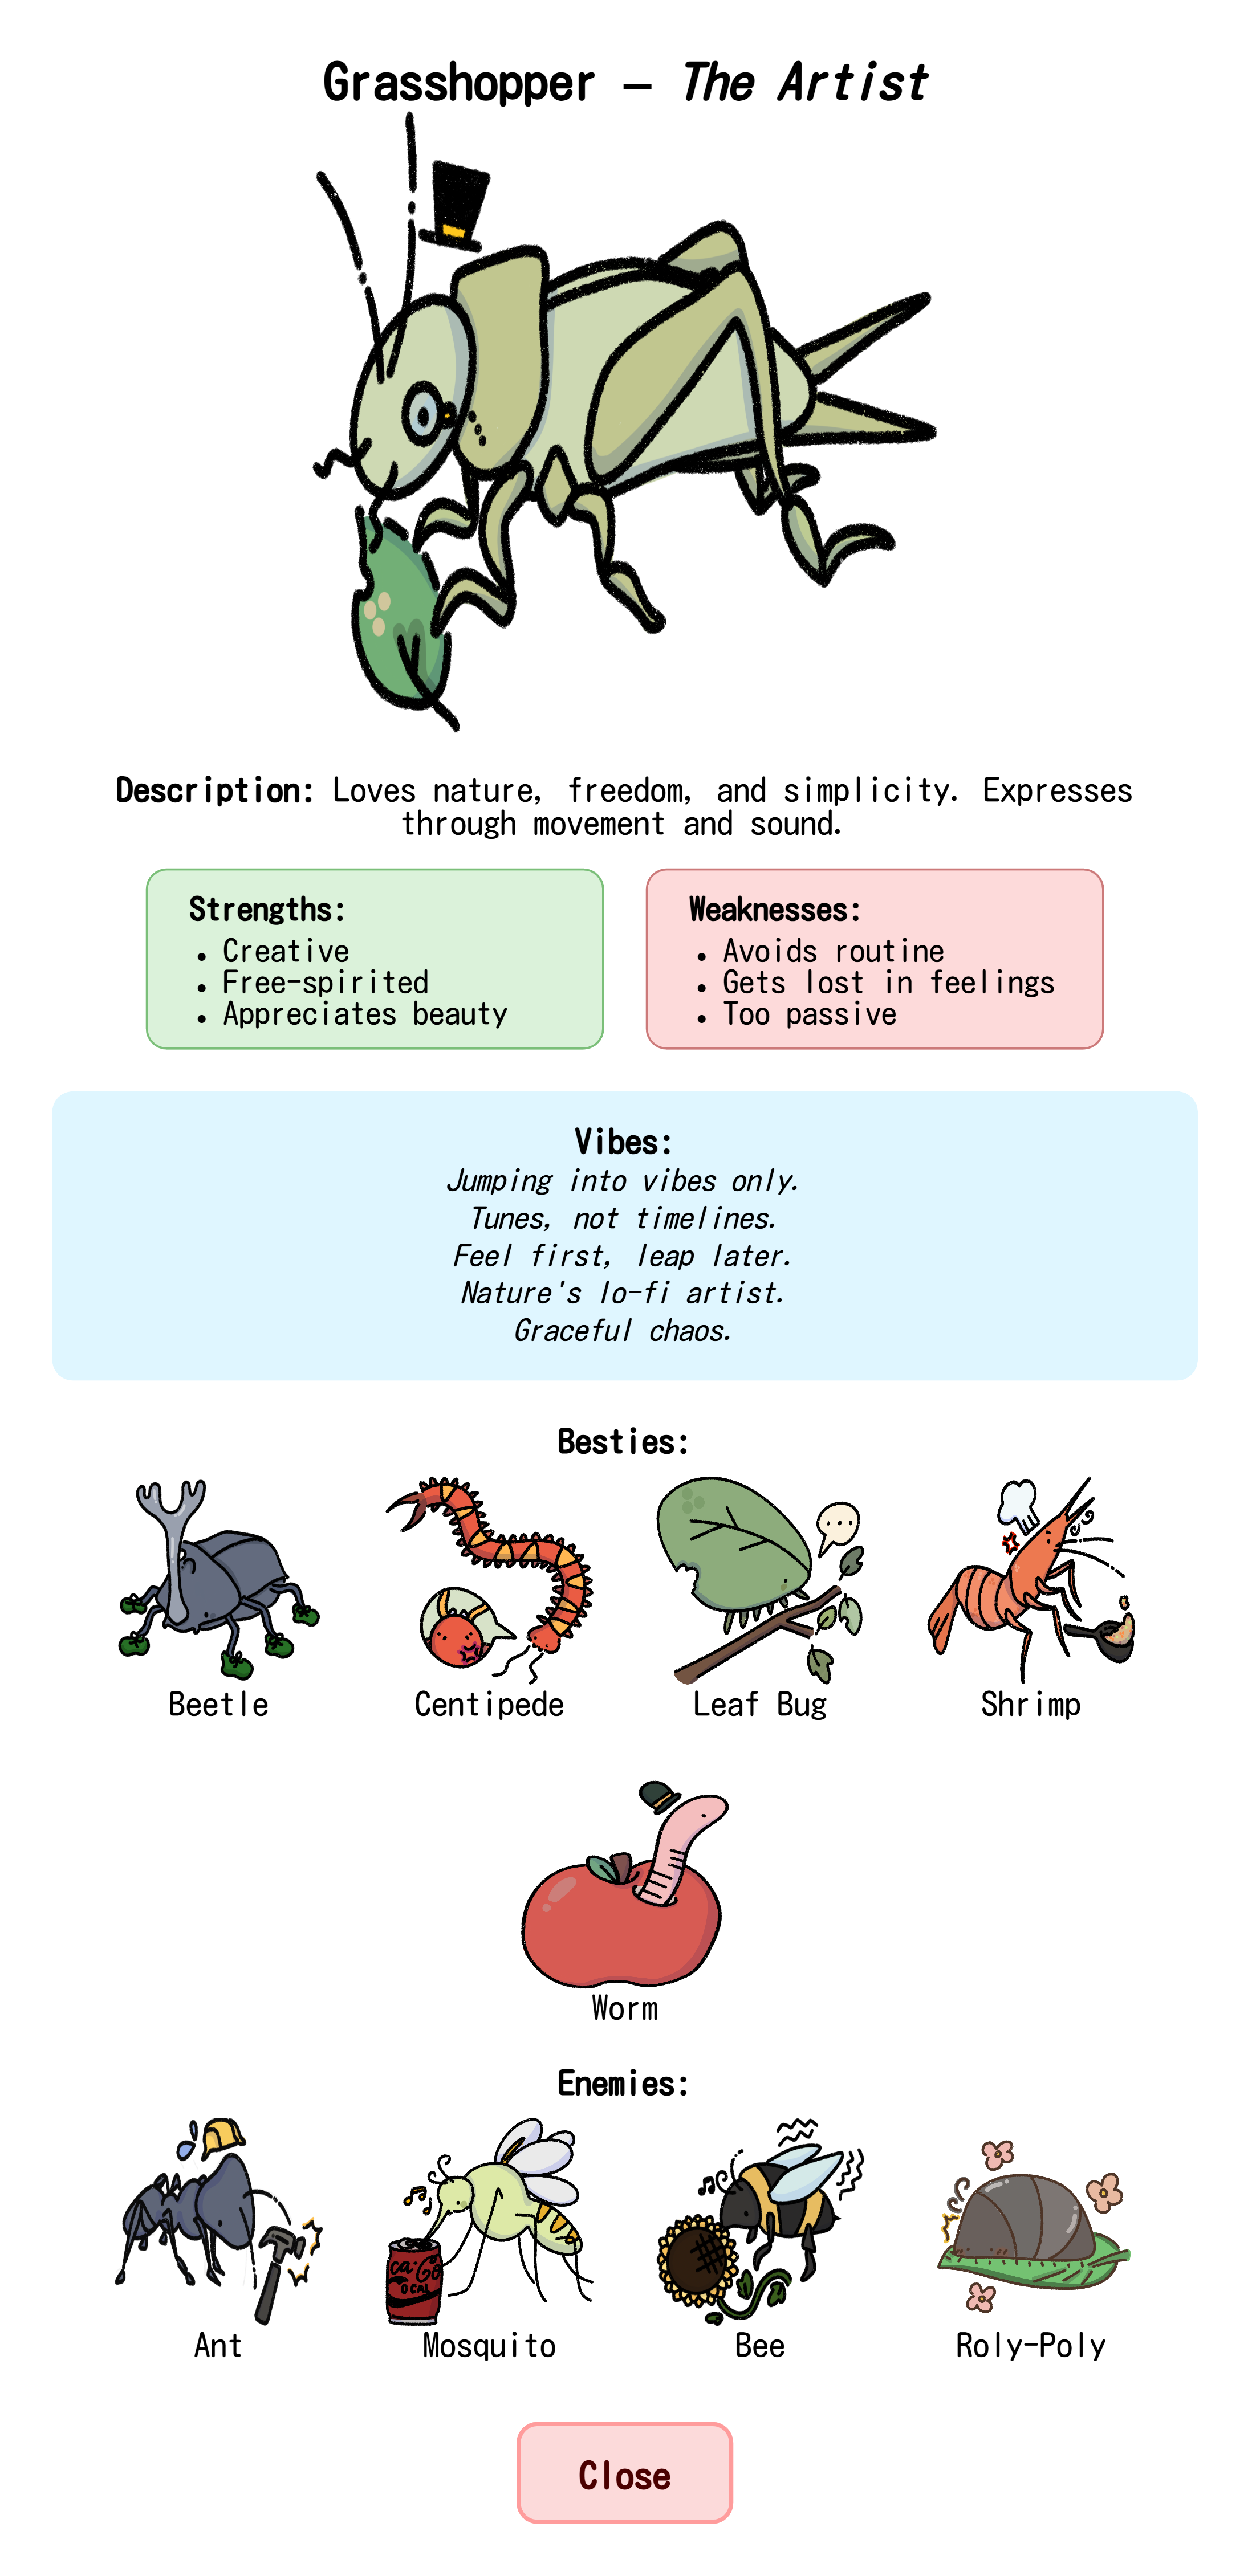 Grasshopper — The Artist
Description: Loves nature, freedom, and simplicity. Expresses
through movement and sound.
Strengths:
• Creative
• Free-spirited
• Appreciates beauty
Weaknesses:
• Avoids routine
• Gets lost in feelings
• Too passive
Vibes:
Jumping into vibes only.
Tunes, not timelines.
Feel first, leap later.
Nature's lo-fi artist.
Graceful chaos.
Besties:
Beetle
Centipede
Leaf Bug
Shrimp
Worm
Enemies:
ca-Co
0 CAL
Ant
Mosquito
Bee
Roly-Poly
Close